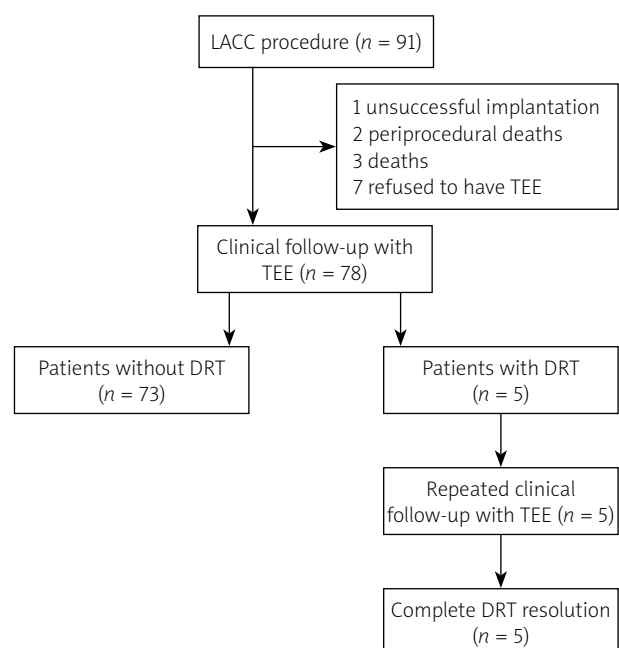 LACC procedure (n = 91)
1 unsuccessful implantation
2 periprocedural deaths
3 deaths
7 refused to have TEE
Clinical follow-up with
TEE (n = 78)
Patients without DRT
(n = 73)
Patients with DRT
(n = 5)
Repeated clinical
follow-up with TEE (n = 5)
Complete DRT resolution
(n = 5)